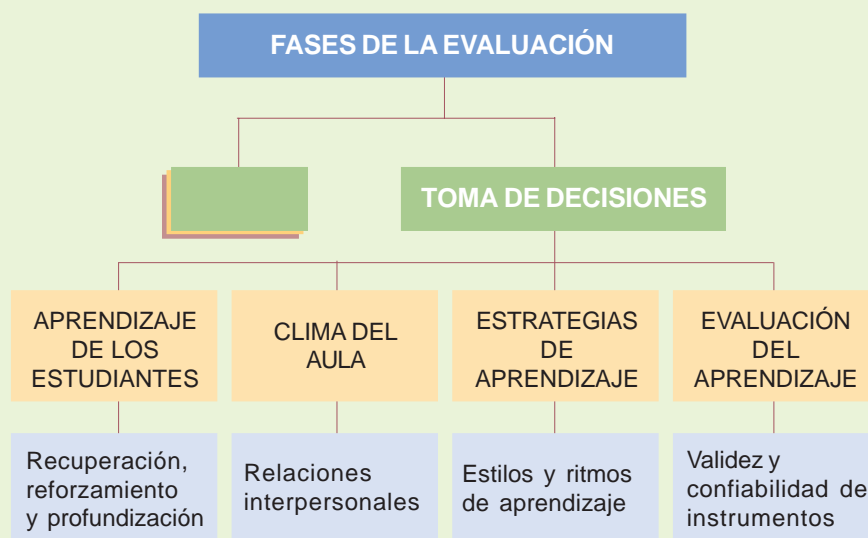 FASES DE LA EVALUACIÓN
TOMA DE DECISIONES
APRENDIZAJE
DE LOS
ESTUDIANTES
CLIMA DEL
AULA
ESTRATEGIAS
DE
APRENDIZAJE
EVALUACIÓN
DEL
APRENDIZAJE
Recuperación,
reforzamiento
y profundización
Relaciones
interpersonales
Estilos y ritmos
de aprendizaje
Validez y
confiabilidad de
instrumentos